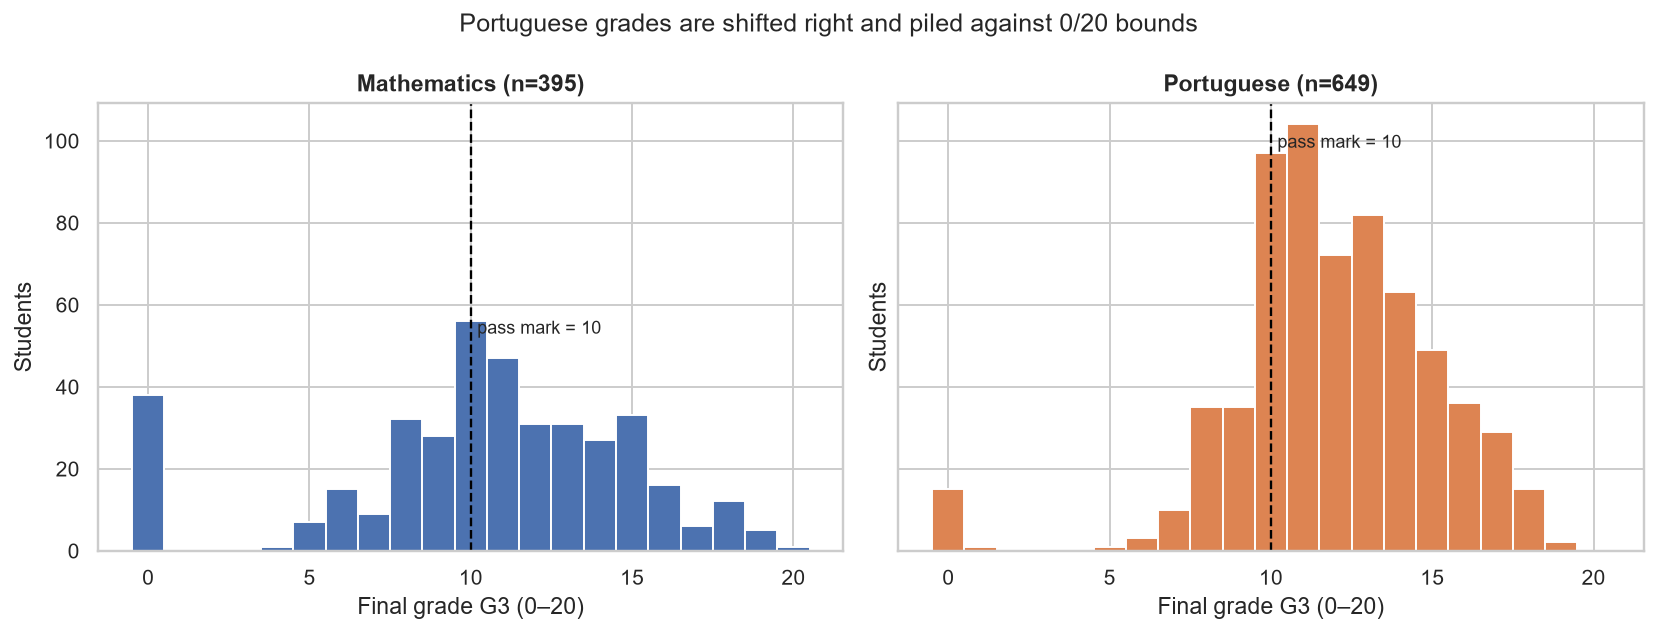 Portuguese grades are shifted right and piled against 0/20 bounds
Mathematics (n=395)
Students
100
80
60
40
20
0
pass mark = 10
0 5 10 15 20
Final grade G3 (0–20)
Portuguese (n=649)
Students
pass mark = 10
0 5 10 15 20
Final grade G3 (0–20)